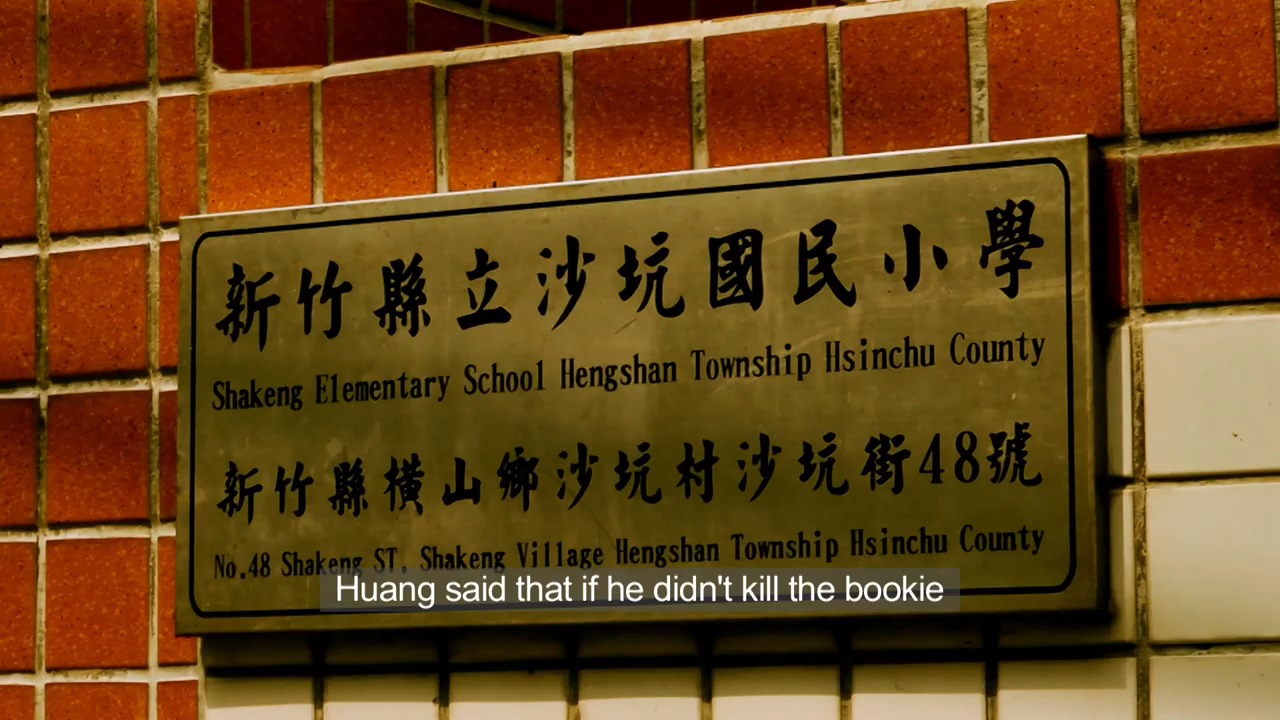 新竹縣立沙坑國民小學
Shakeng Elementary School Hengshan Township Hsinchu County
新竹縣橫山鄉沙坑村沙坑街48號
No.48 Shakeng ST. Shakeng Village Hengshan Township Hsinchu County
Huang said that if he didn't kill the bookie